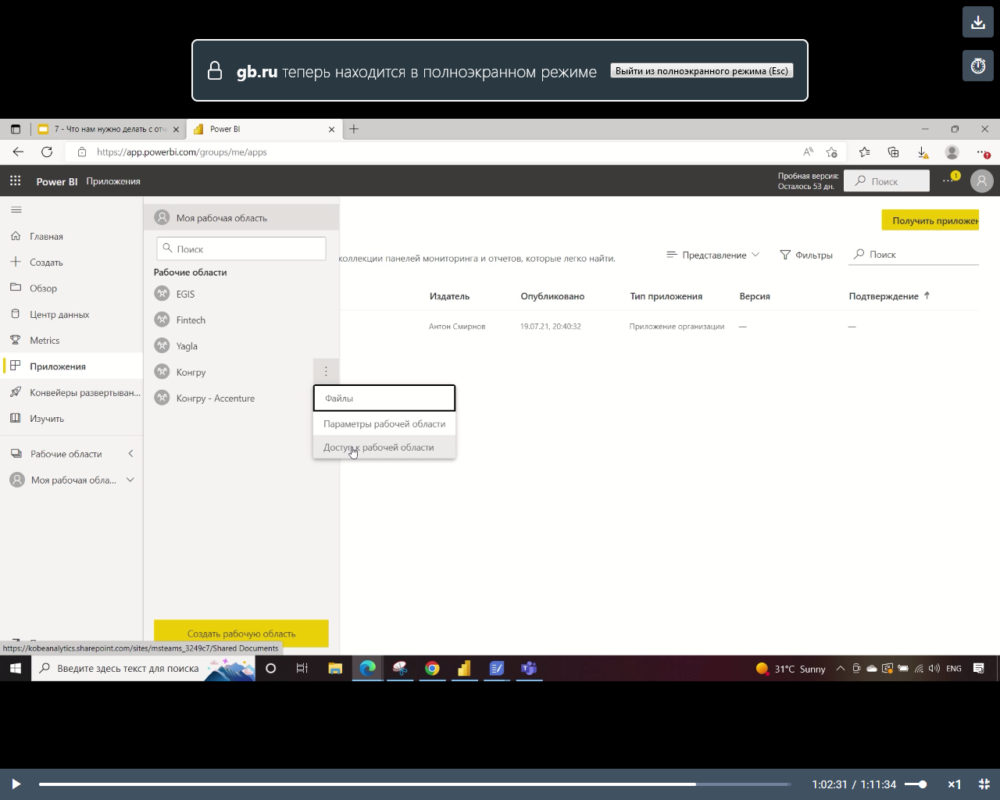 gb.ru теперь находится в полноэкранном режиме
Выйти из полноэкранного режима (Esc)
7 - Что нам нужно делать с отч
Power BI
https://app.powerbi.com/groups/me/apps
Power BI Приложения
Пробная версия:
Осталось 53 дн.
Поиск
1
Главная
Создать
Обзор
Центр данных
Metrics
Приложения
Конвейеры развертыван...
Изучить
Рабочие области
Моя рабочая обла...
Моя рабочая область
Поиск
Рабочие области
EGIS
Fintech
Yagla
Конгру
Конгру - Accenture
Файлы
Параметры рабочей области
Доступ к рабочей области
Создать рабочую область
Получить приложен
коллекции панелей мониторинга и отчетов, которые легко найти.
Представление
Фильтры
Поиск
Издатель Опубликовано Тип приложения Версия Подтверждение
Антон Смирнов 19.07.21, 20:40:32 Приложение организации — —
https://kobeanalytics.sharepoint.com/sites/msteams_3249c7/Shared Documents
Введите здесь текст для поиска
31°C Sunny
ENG
1:02:31 / 1:11:34
×1